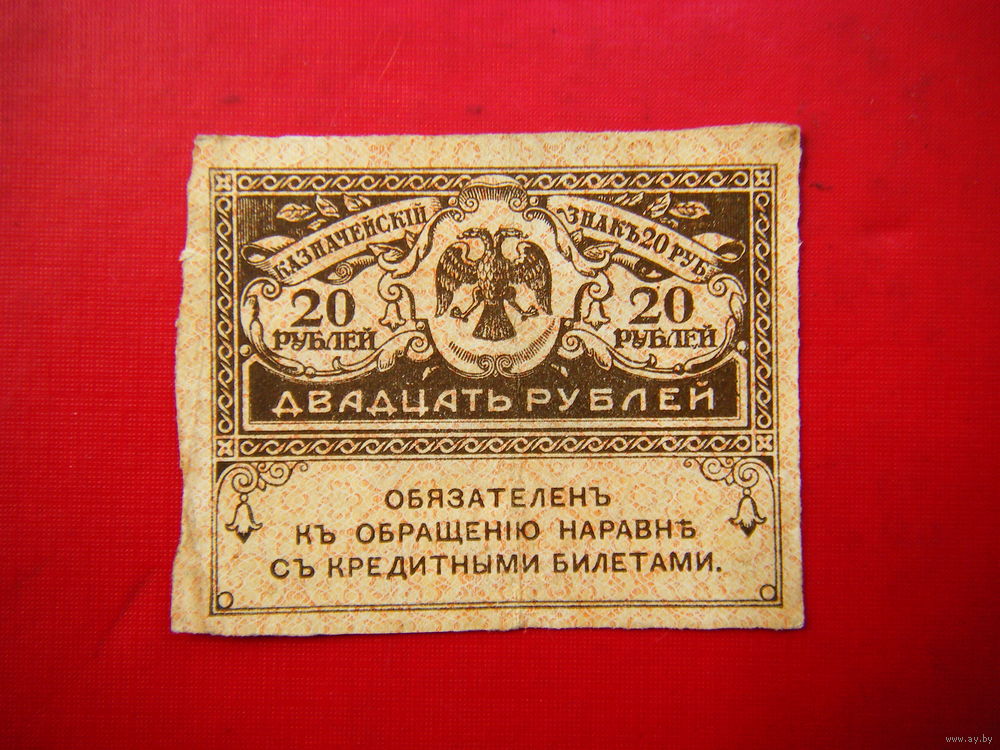 КАЗНАЧЕЙСКІЙ ЗНАКЪ 20 РУБ.
20 РУБЛЕЙ
20 РУБЛЕЙ
ДВАДЦАТЬ РУБЛЕЙ
ОБЯЗАТЕЛЕНЪ
КЪ ОБРАЩЕНІЮ НАРАВНѢ
СЪ КРЕДИТНЫМИ БИЛЕТАМИ.
www.ay.by